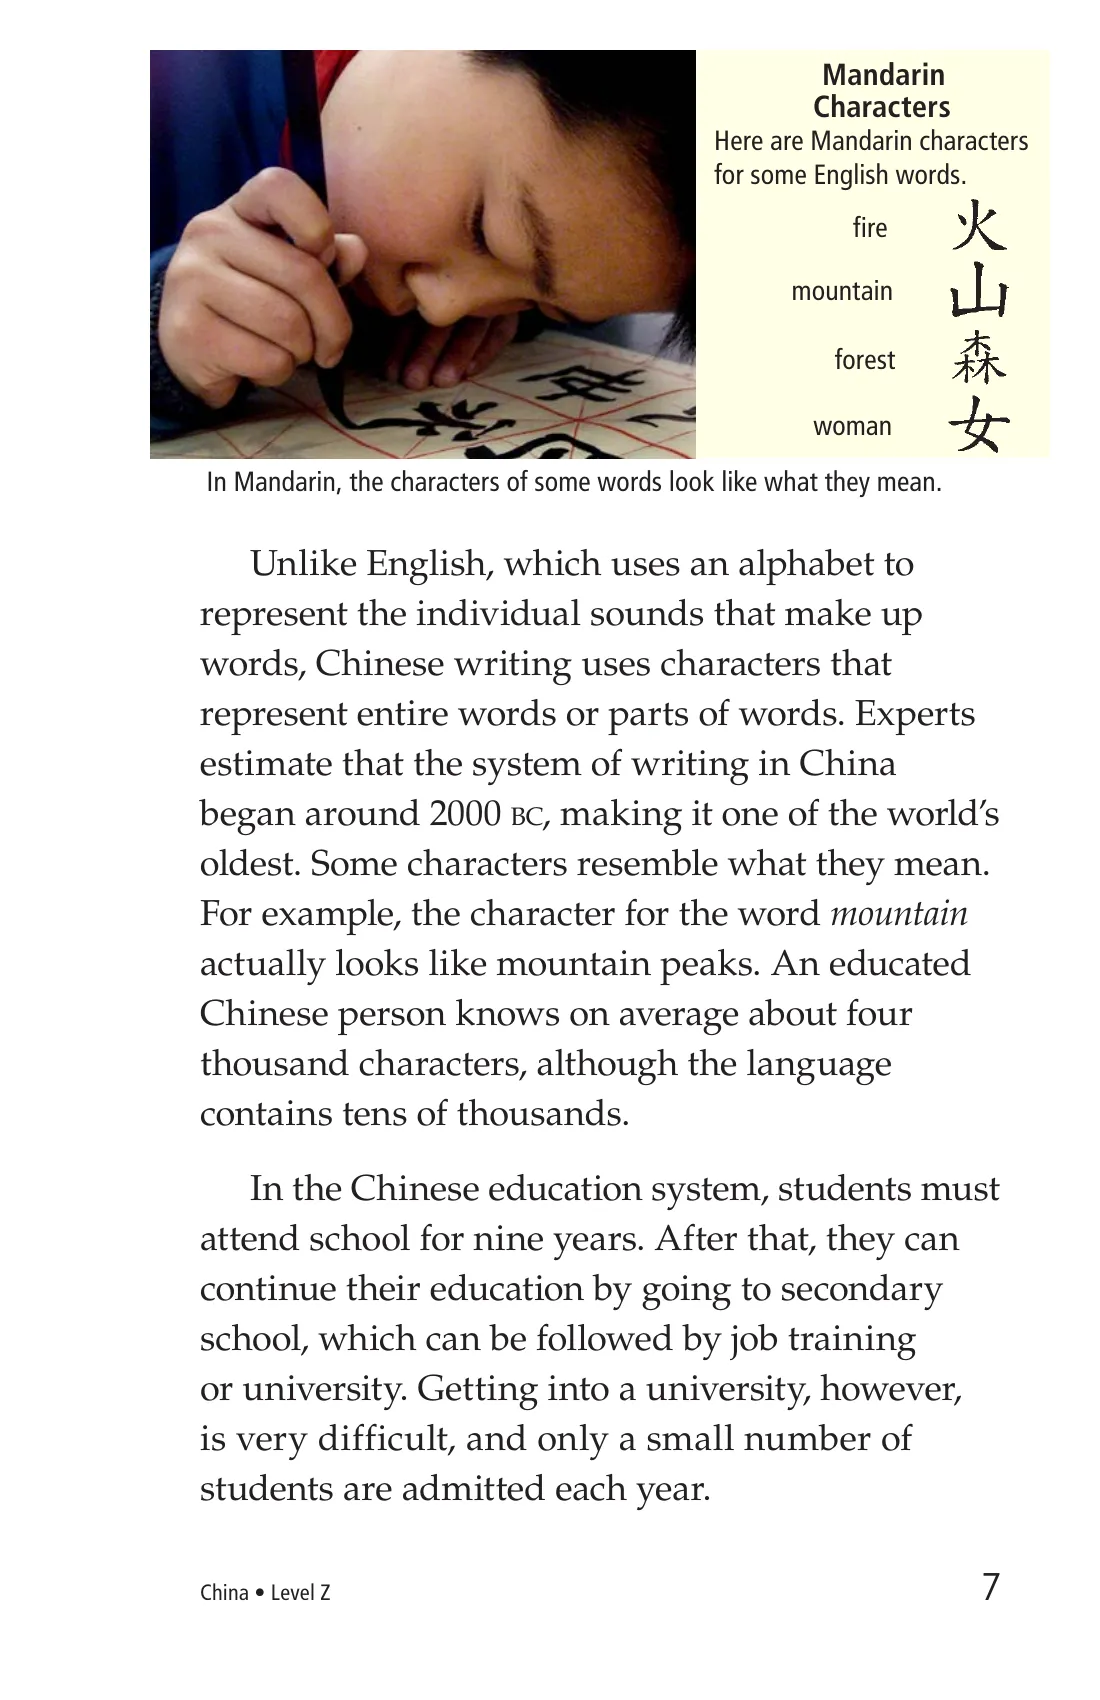 Mandarin
Characters
Here are Mandarin characters
for some English words.
fire 火
mountain 山
forest 森
woman 女
In Mandarin, the characters of some words look like what they mean.
Unlike English, which uses an alphabet to
represent the individual sounds that make up
words, Chinese writing uses characters that
represent entire words or parts of words. Experts
estimate that the system of writing in China
began around 2000 BC, making it one of the world’s
oldest. Some characters resemble what they mean.
For example, the character for the word mountain
actually looks like mountain peaks. An educated
Chinese person knows on average about four
thousand characters, although the language
contains tens of thousands.
In the Chinese education system, students must
attend school for nine years. After that, they can
continue their education by going to secondary
school, which can be followed by job training
or university. Getting into a university, however,
is very difficult, and only a small number of
students are admitted each year.
China • Level Z 7